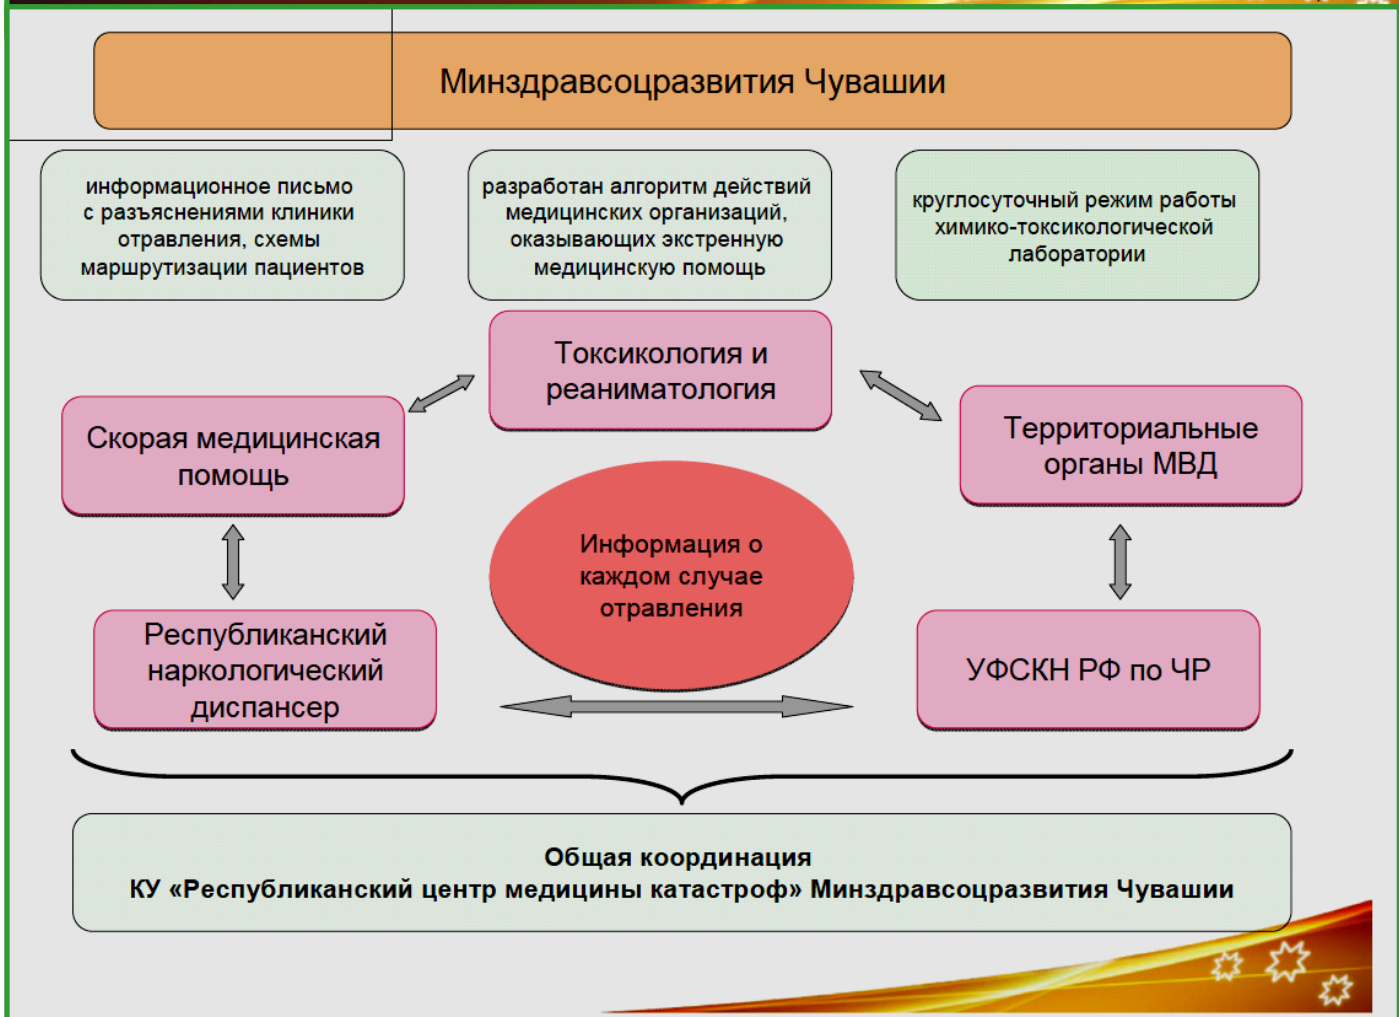 Минздравсоцразвития Чувашии
информационное письмо
с разъяснениями клиники
отравления, схемы
маршрутизации пациентов
разработан алгоритм действий
медицинских организаций,
оказывающих экстренную
медицинскую помощь
круглосуточный режим работы
химико-токсикологической
лаборатории
Токсикология и
реаниматология
Скорая медицинская
помощь
Территориальные
органы МВД
Информация о
каждом случае
отравления
Республиканский
наркологический
диспансер
УФСКН РФ по ЧР
Общая координация
КУ «Республиканский центр медицины катастроф» Минздравсоцразвития Чувашии